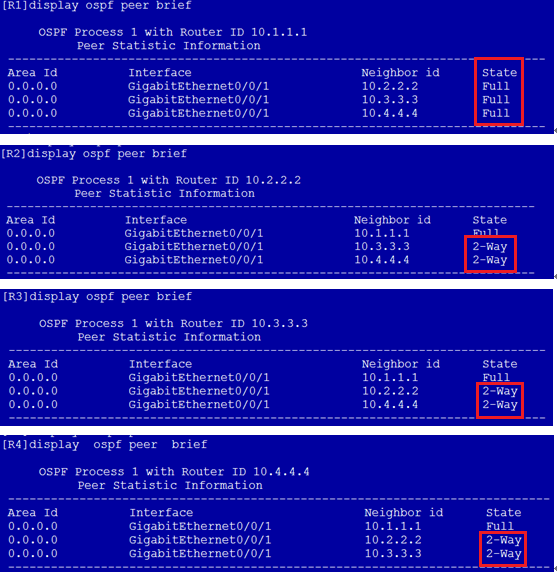 [R1]display ospf peer brief
OSPF Process 1 with Router ID 10.1.1.1
Peer Statistic Information
----------------------------------------------------------------------------
Area Id Interface Neighbor id State
0.0.0.0 GigabitEthernet0/0/1 10.2.2.2 Full
0.0.0.0 GigabitEthernet0/0/1 10.3.3.3 Full
0.0.0.0 GigabitEthernet0/0/1 10.4.4.4 Full
----------------------------------------------------------------------------
[R2]display ospf peer brief
OSPF Process 1 with Router ID 10.2.2.2
Peer Statistic Information
----------------------------------------------------------------------------
Area Id Interface Neighbor id State
0.0.0.0 GigabitEthernet0/0/1 10.1.1.1 Full
0.0.0.0 GigabitEthernet0/0/1 10.3.3.3 2-Way
0.0.0.0 GigabitEthernet0/0/1 10.4.4.4 2-Way
----------------------------------------------------------------------------
[R3]display ospf peer brief
OSPF Process 1 with Router ID 10.3.3.3
Peer Statistic Information
----------------------------------------------------------------------------
Area Id Interface Neighbor id State
0.0.0.0 GigabitEthernet0/0/1 10.1.1.1 Full
0.0.0.0 GigabitEthernet0/0/1 10.2.2.2 2-Way
0.0.0.0 GigabitEthernet0/0/1 10.4.4.4 2-Way
----------------------------------------------------------------------------
[R4]display ospf peer brief
OSPF Process 1 with Router ID 10.4.4.4
Peer Statistic Information
----------------------------------------------------------------------------
Area Id Interface Neighbor id State
0.0.0.0 GigabitEthernet0/0/1 10.1.1.1 Full
0.0.0.0 GigabitEthernet0/0/1 10.2.2.2 2-Way
0.0.0.0 GigabitEthernet0/0/1 10.3.3.3 2-Way
----------------------------------------------------------------------------